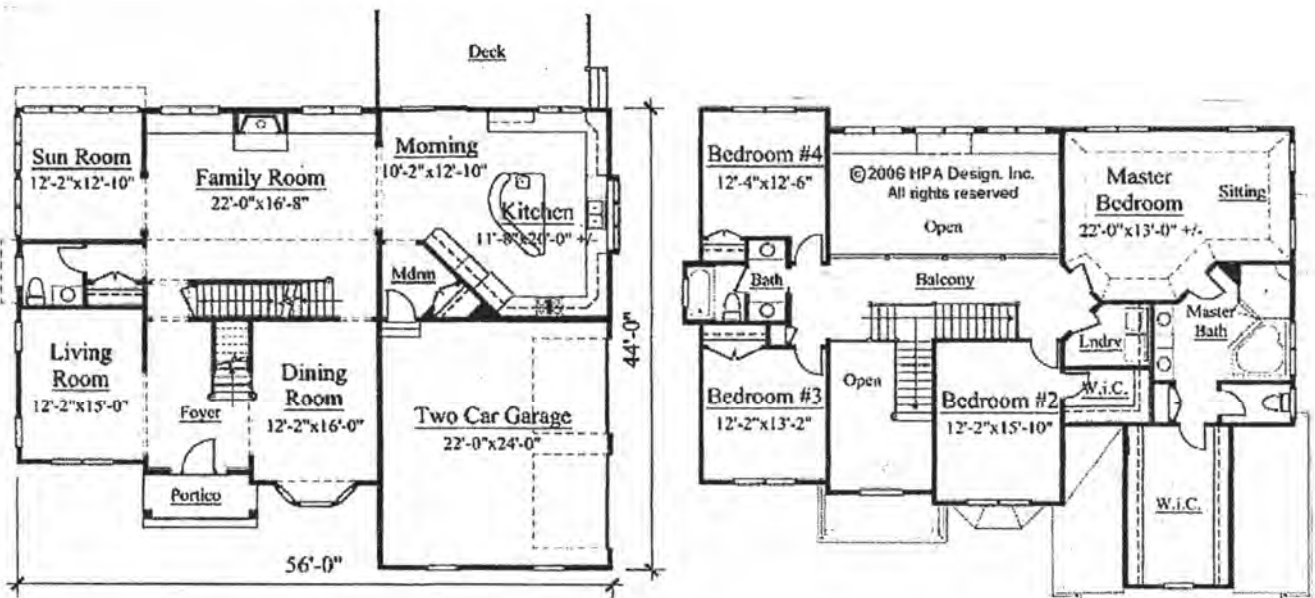 Deck
Sun Room
12'-2"x12'-10"
Family Room
22'-0"x16'-8"
Morning
10'-2"x12'-10"
Kitchen
11'-8"x20'-0" +/-
Mdrm
Living
Room
12'-2"x15'-0"
Foyer
Dining
Room
12'-2"x16'-0"
Two Car Garage
22'-0"x24'-0"
Portico
56'-0"
44'-0"
Bedroom #4
12'-4"x12'-6"
©2006 HPA Design. Inc.
All rights reserved
Open
Master
Bedroom
22'-0"x13'-0" +/-
Sitting
Bath
Balcony
Lndry
Master
Bath
Open
Bedroom #3
12'-2"x13'-2"
Bedroom #2
12'-2"x15'-10"
W.i.C.
W.i.C.